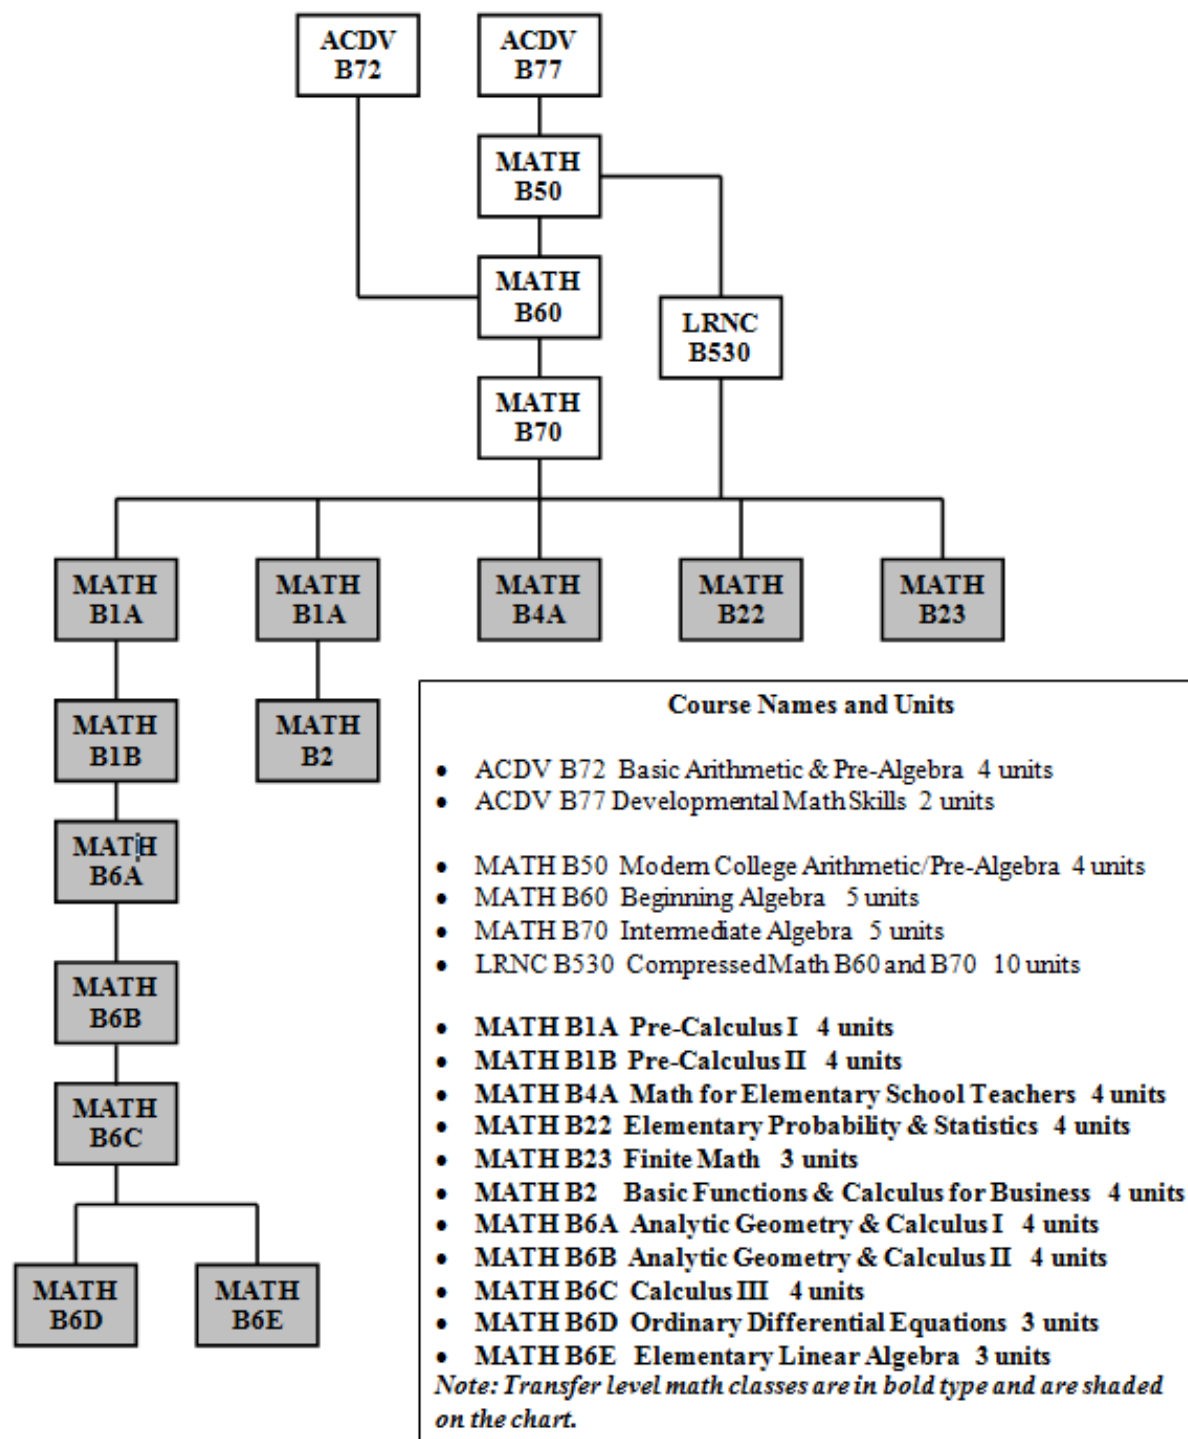 ACDV
B72
ACDV
B77
MATH
B50
MATH
B60
LRNC
B530
MATH
B70
MATH
B1A
MATH
B1A
MATH
B4A
MATH
B22
MATH
B23
MATH
B1B
MATH
B2
MATH
B6A
MATH
B6B
MATH
B6C
MATH
B6D
MATH
B6E
Course Names and Units
• ACDV B72 Basic Arithmetic & Pre-Algebra 4 units
• ACDV B77 Developmental Math Skills 2 units
• MATH B50 Modern College Arithmetic/Pre-Algebra 4 units
• MATH B60 Beginning Algebra 5 units
• MATH B70 Intermediate Algebra 5 units
• LRNC B530 Compressed Math B60 and B70 10 units
• MATH B1A Pre-Calculus I 4 units
• MATH B1B Pre-Calculus II 4 units
• MATH B4A Math for Elementary School Teachers 4 units
• MATH B22 Elementary Probability & Statistics 4 units
• MATH B23 Finite Math 3 units
• MATH B2 Basic Functions & Calculus for Business 4 units
• MATH B6A Analytic Geometry & Calculus I 4 units
• MATH B6B Analytic Geometry & Calculus II 4 units
• MATH B6C Calculus III 4 units
• MATH B6D Ordinary Differential Equations 3 units
• MATH B6E Elementary Linear Algebra 3 units
Note: Transfer level math classes are in bold type and are shaded
on the chart.